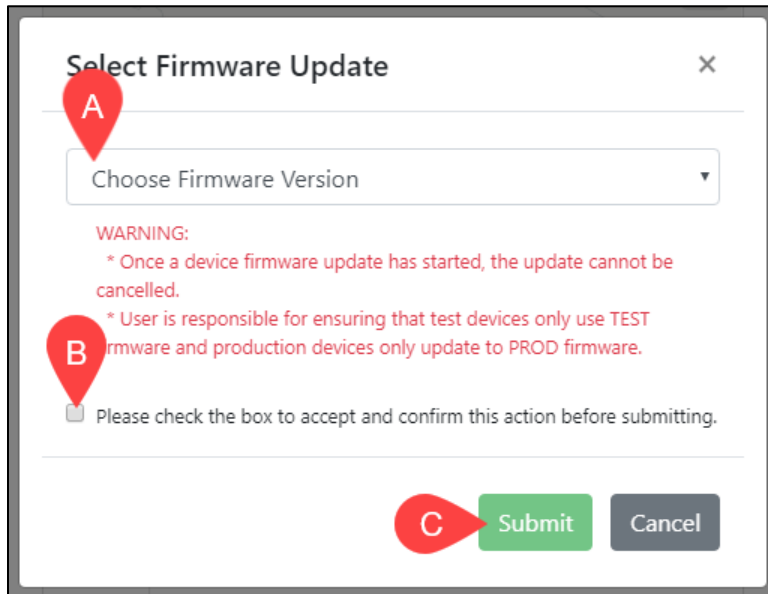 Select Firmware Update ×
A
Choose Firmware Version
WARNING:
* Once a device firmware update has started, the update cannot be
cancelled.
* User is responsible for ensuring that test devices only use TEST
B rmware and production devices only update to PROD firmware.
Please check the box to accept and confirm this action before submitting.
C Submit Cancel